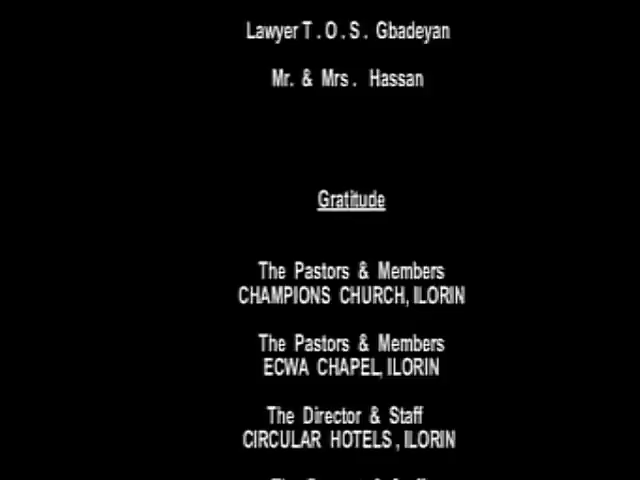 Lawyer T . O . S . Gbadeyan
Mr. & Mrs . Hassan
Gratitude
The Pastors & Members
CHAMPIONS CHURCH, ILORIN
The Pastors & Members
ECWA CHAPEL, ILORIN
The Director & Staff
CIRCULAR HOTELS , ILORIN